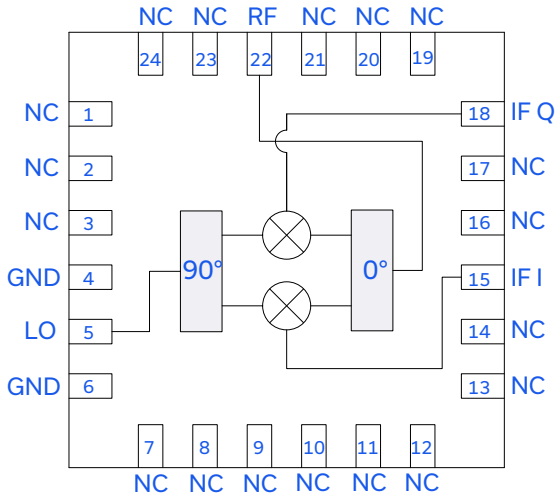 NC NC RF NC NC NC
24 23 22 21 20 19
NC 1 18 IF Q
NC 2 17 NC
NC 3 16 NC
GND 4 90° 0° 15 IF I
LO 5 14 NC
GND 6 13 NC
7 8 9 10 11 12
NC NC NC NC NC NC